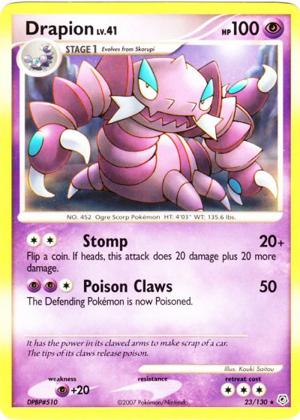 Drapion LV.41 HP 100
STAGE 1 Evolves from Skorupi
NO. 452 Ogre Scorp Pokémon HT: 4'03" WT: 135.6 lbs.
Stomp 20+
Flip a coin. If heads, this attack does 20 damage plus 20 more
damage.
Poison Claws 50
The Defending Pokémon is now Poisoned.
It has the power in its clawed arms to make scrap of a car.
The tips of its claws release poison.
Illus. Kouki Saitou
weakness resistance retreat cost
+20
DPBP#510 ©2007 Pokémon/Nintendo. 23/130 ★